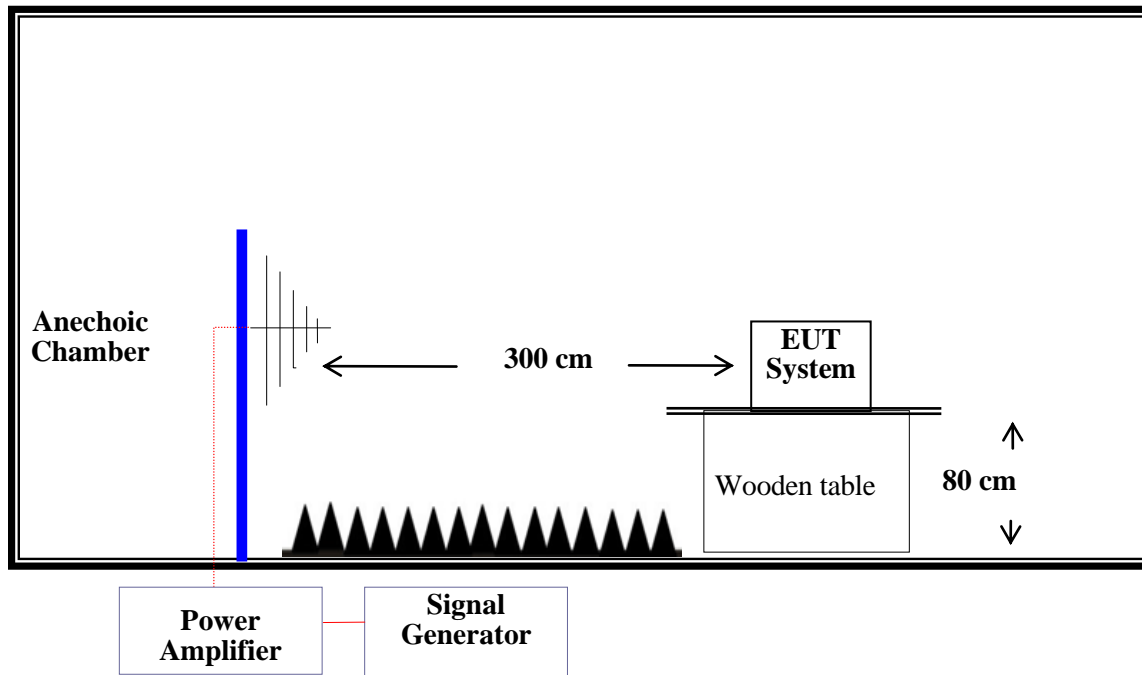 Anechoic
Chamber
300 cm
EUT
System
Wooden table
80 cm
Power
Amplifier
Signal
Generator